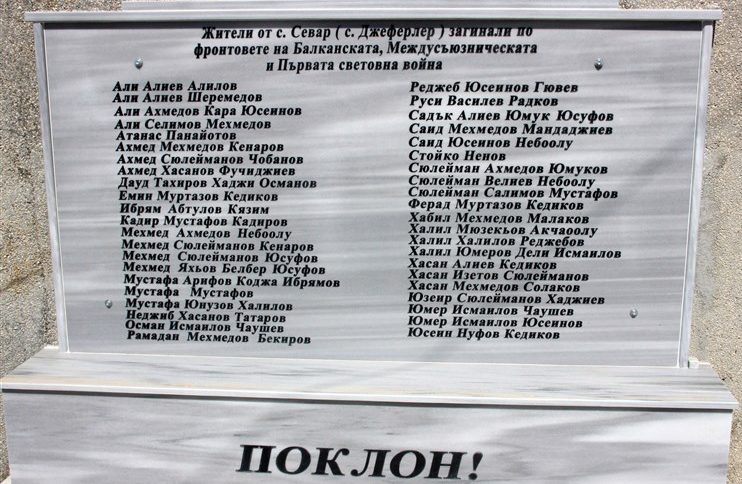 Жители от с. Севар ( с. Джеферлер ) загинали по
фронтовете на Балканската, Междусъюзническата
и Първата световна война
Али Алиев Алилов
Али Алиев Шеремедов
Али Ахмедов Кара Юсеинов
Али Селимов Мехмедов
Атанас Панайотов
Ахмед Мехмедов Кенаров
Ахмед Сюлейманов Чобанов
Ахмед Хасанов Фучиджиев
Дауд Тахиров Хаджи Османов
Емин Муртазов Кедиков
Ибрям Абтулов Кязим
Кадир Мустафов Кадиров
Мехмед Ахмедов Небоолу
Мехмед Сюлейманов Кенаров
Мехмед Сюлейманов Юсуфов
Мехмед Яхьов Белбер Юсуфов
Мустафа Арифов Коджа Ибрямов
Мустафа Мустафов
Мустафа Юнузов Халилов
Неджиб Хасанов Татаров
Осман Исмаилов Чаушев
Рамадан Мехмедов Бекиров
Реджеб Юсеинов Гювев
Руси Василев Радков
Садък Алиев Юмук Юсуфов
Саид Мехмедов Мандаджиев
Саид Юсеинов Небоолу
Стойко Ненов
Сюлейман Ахмедов Юмуков
Сюлейман Велиев Небоолу
Сюлейман Салимов Мустафов
Ферад Муртазов Кедиков
Хабил Мехмедов Малаков
Халил Мюзекьов Акчаоолу
Халил Халилов Реджебов
Халил Юмеров Дели Исмаилов
Хасан Алиев Кедиков
Хасан Изетов Сюлейманов
Хасан Мехмедов Солаков
Юзеир Сюлейманов Хаджиев
Юмер Исмаилов Чаушев
Юмер Исмаилов Юсеинов
Юсеин Нуфов Кедиков
ПОКЛОН!